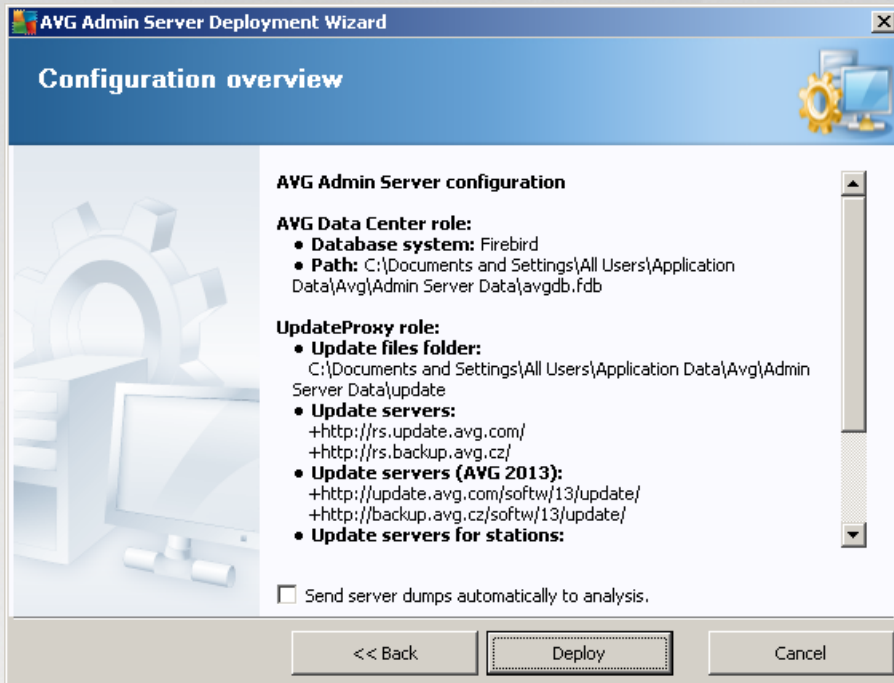 AVG Admin Server Deployment Wizard
Configuration overview
AVG Admin Server configuration
AVG Data Center role:
• Database system: Firebird
• Path: C:\Documents and Settings\All Users\Application
Data\Avg\Admin Server Data\avgdb.fdb
UpdateProxy role:
• Update files folder:
C:\Documents and Settings\All Users\Application Data\Avg\Admin
Server Data\update
• Update servers:
+http://rs.update.avg.com/
+http://rs.backup.avg.cz/
• Update servers (AVG 2013):
+http://update.avg.com/softw/13/update/
+http://backup.avg.cz/softw/13/update/
• Update servers for stations:
Send server dumps automatically to analysis.
<< Back
Deploy
Cancel